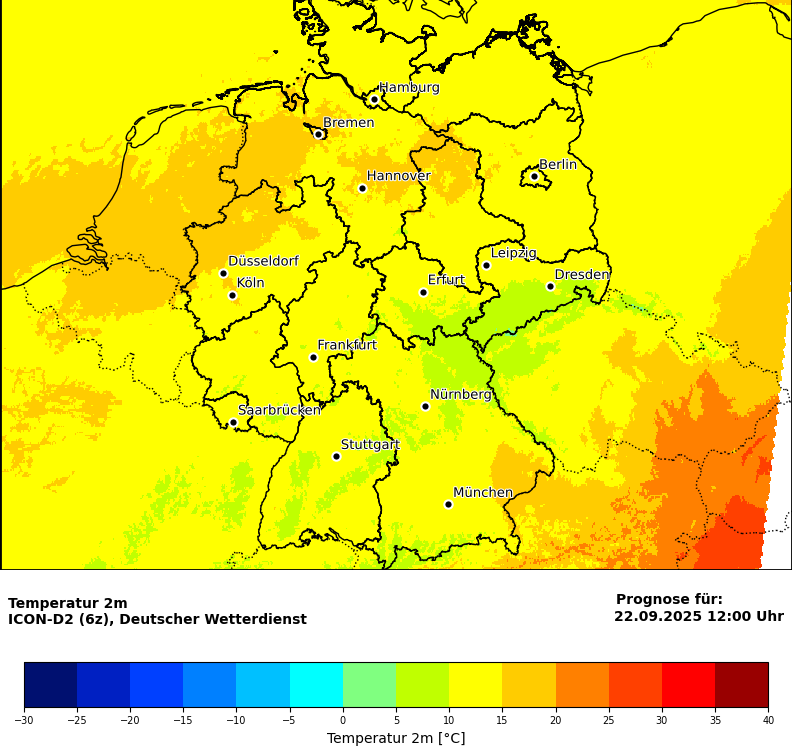 Hamburg
Bremen
Berlin
Hannover
Leipzig
Düsseldorf
Dresden
Köln
Erfurt
Frankfurt
Nürnberg
Saarbrücken
Stuttgart
München
Temperatur 2m
ICON-D2 (6z), Deutscher Wetterdienst
Prognose für:
22.09.2025 12:00 Uhr
−30 −25 −20 −15 −10 −5 0 5 10 15 20 25 30 35 40
Temperatur 2m [°C]